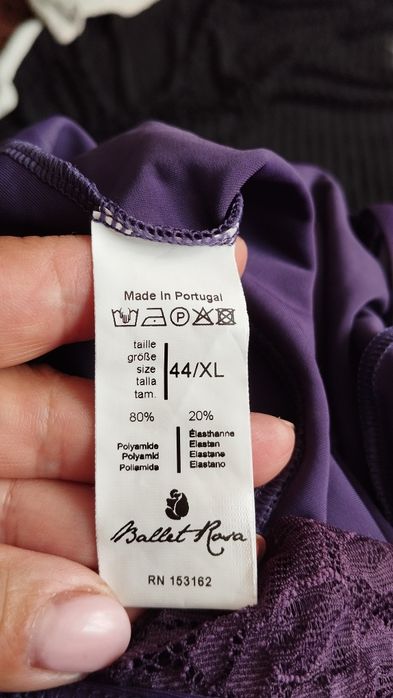 Made in Portugal
P
taille
größe
size
talla
tam.
44/XL
80% 20%
Polyamide
Polyamid
Poliamida
Élasthanne
Elastan
Elastane
Elastano
Ballet Rosa
RN 153162